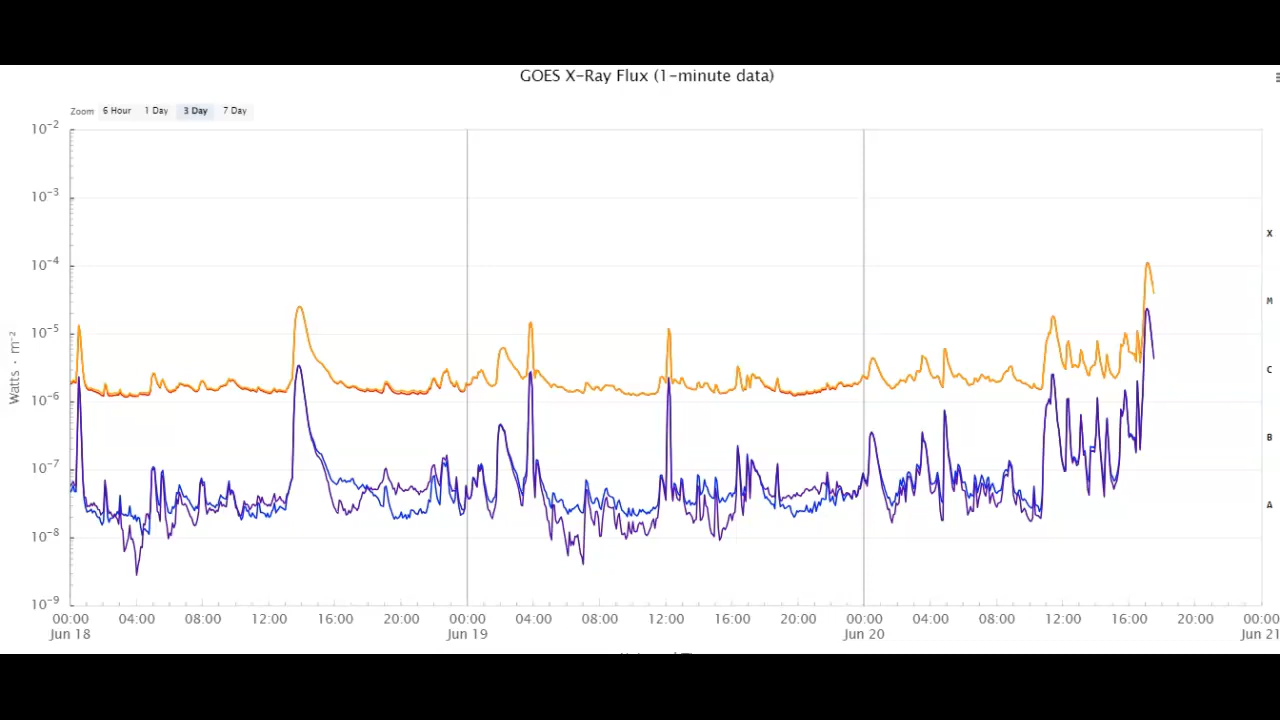 GOES X-Ray Flux (1-minute data)
Zoom 6 Hour 1 Day 3 Day 7 Day
Watts · m⁻²
10⁻²
10⁻³
10⁻⁴
10⁻⁵
10⁻⁶
10⁻⁷
10⁻⁸
10⁻⁹
X
M
C
B
A
00:00 04:00 08:00 12:00 16:00 20:00 00:00 04:00 08:00 12:00 16:00 20:00 00:00 04:00 08:00 12:00 16:00 20:00 00:00
Jun 18 Jun 19 Jun 20 Jun 21